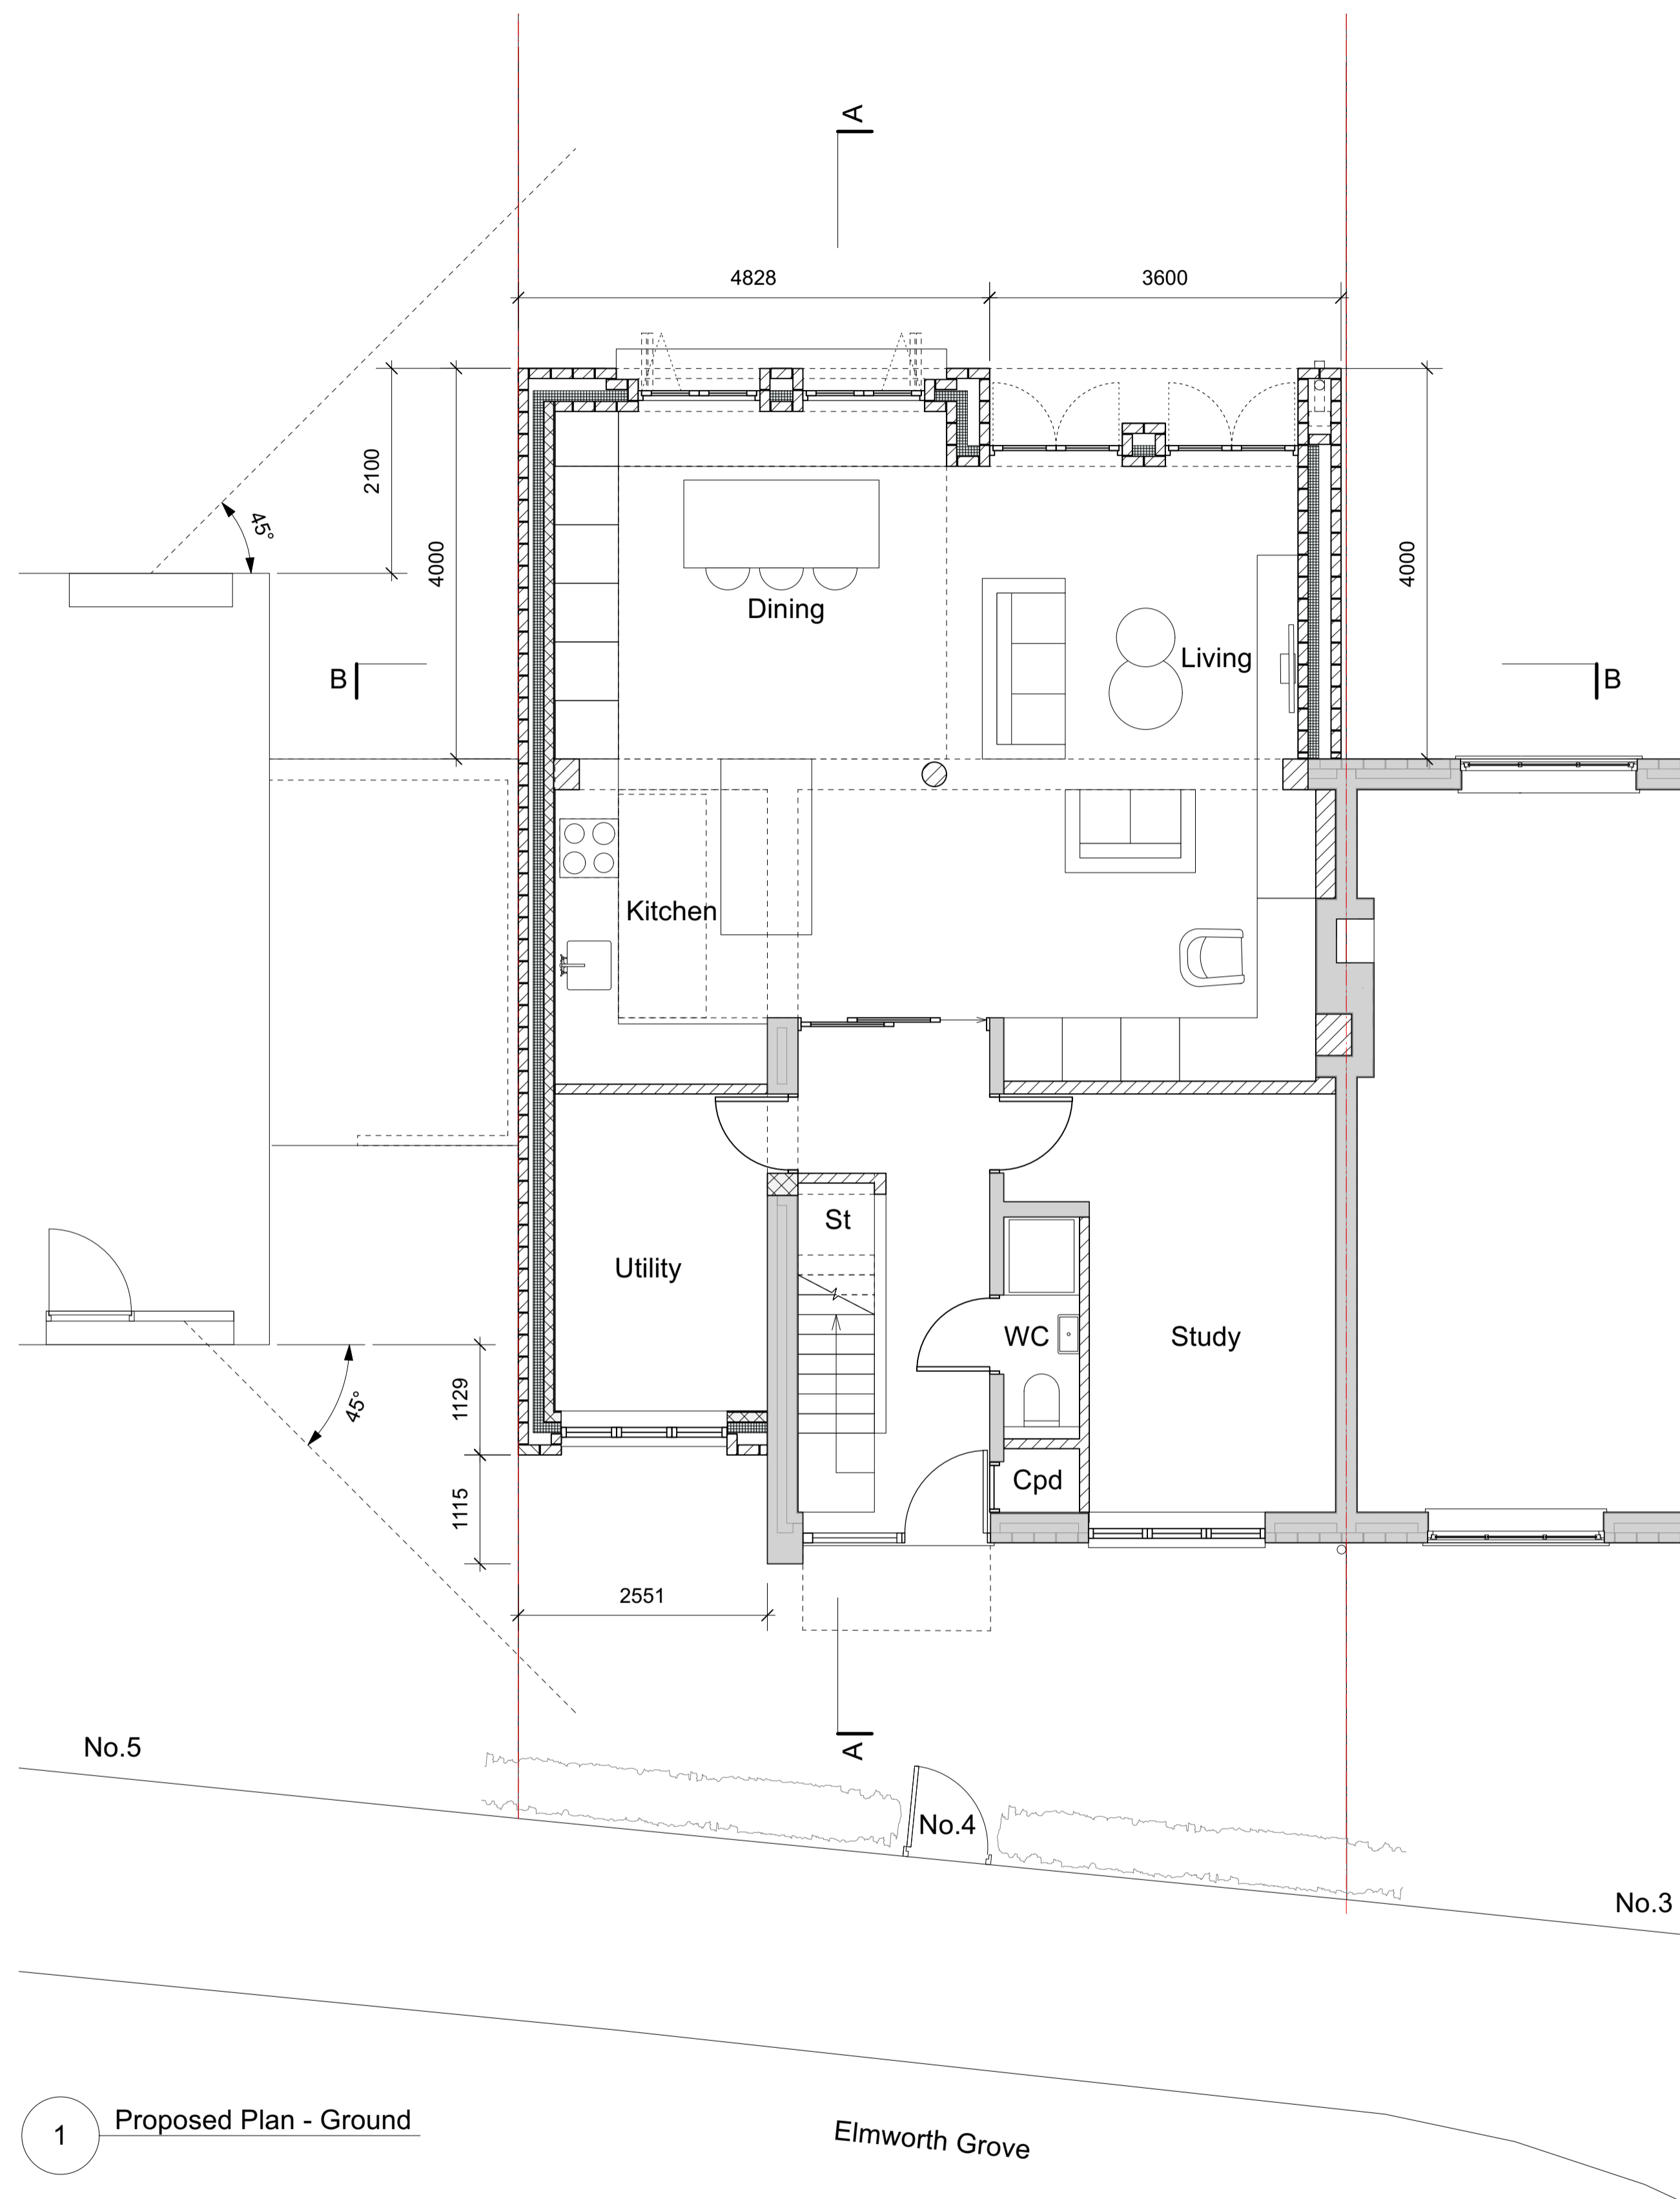 A
4828
3600
2100
4000
4000
45°
Dining
Living
B
B
Kitchen
St
Utility
WC
Study
1129
45°
Cpd
1115
2551
A
No.5
No.4
No.3
1
Proposed Plan - Ground
Elmworth Grove